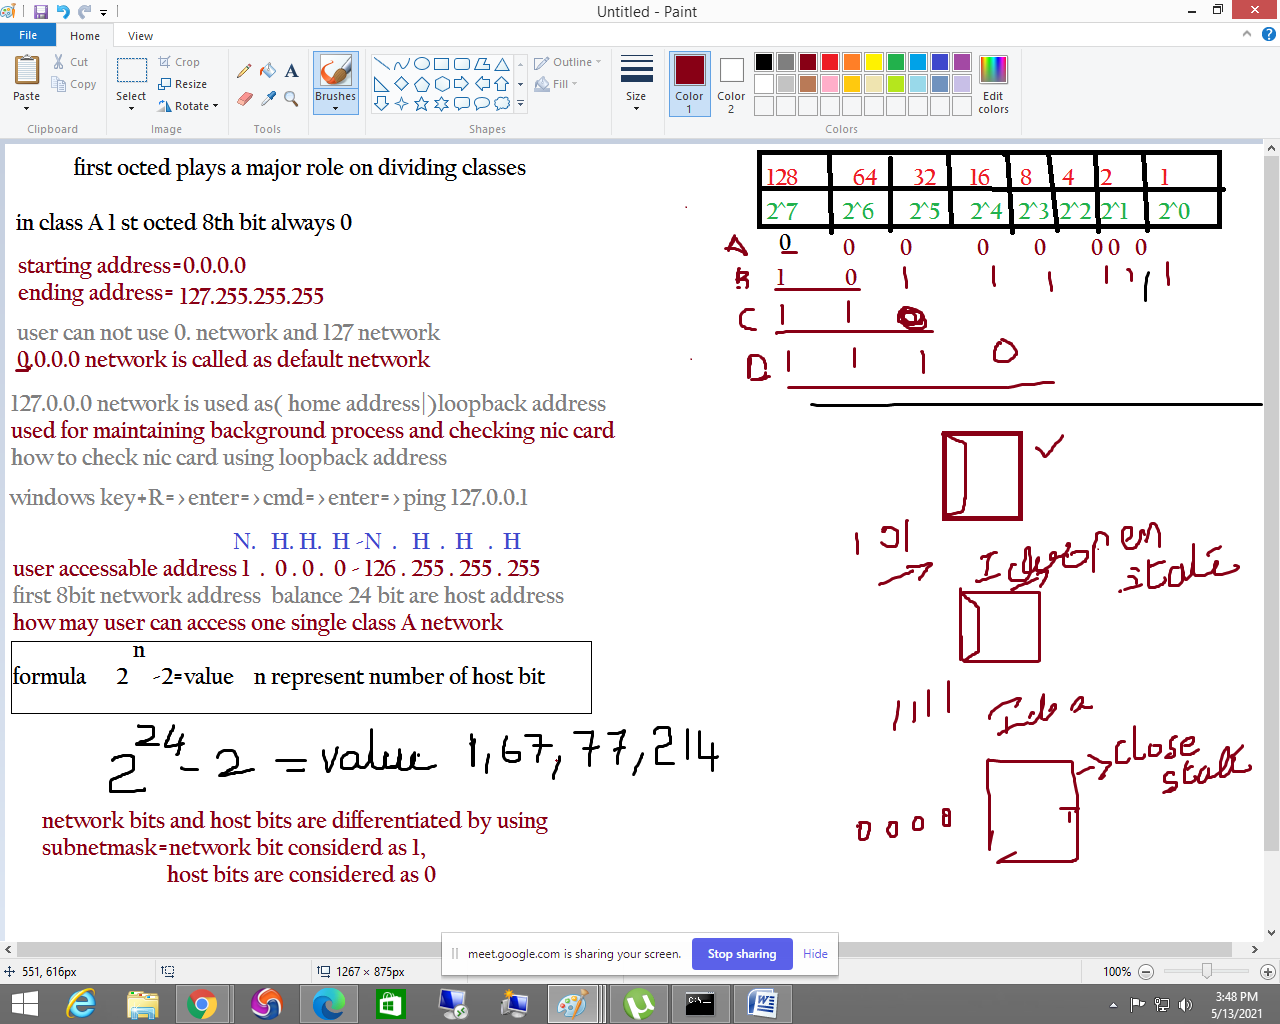 Untitled - Paint
File Home View
Paste Cut Copy Clipboard
Select Crop Resize Rotate Image
Tools
Brushes
Shapes Outline Fill
Size
Color 1 Color 2 Edit colors Colors
first octed plays a major role on dividing classes
in class A 1 st octed 8th bit always 0
starting address=0.0.0.0
ending address= 127.255.255.255
user can not use 0. network and 127 network
0.0.0.0 network is called as default network
127.0.0.0 network is used as( home address|)loopback address
used for maintaining background process and checking nic card
how to check nic card using loopback address
windows key+R=>enter=>cmd=>enter=>ping 127.0.0.1
N. H. H. H -N . H . H . H
user accessable address 1 . 0 . 0 . 0 - 126 . 255 . 255 . 255
first 8bit network address balance 24 bit are host address
how may user can access one single class A network
n
formula 2 -2=value n represent number of host bit
2^24 - 2 = value 1,67,77,214
network bits and host bits are differentiated by using
subnetmask=network bit considerd as 1,
host bits are considered as 0
128 64 32 16 8 4 2 1
2^7 2^6 2^5 2^4 2^3 2^2 2^1 2^0
A 0 0 0 0 0 0 0 0
B 1 0 1 1 1 1 1 1
C 1 1 0
D 1 1 1 0
open
state
1 1 1 1
close
state
0 0 0
meet.google.com is sharing your screen. Stop sharing Hide
551, 616px 1267 × 875px 100%
3:48 PM
5/13/2021